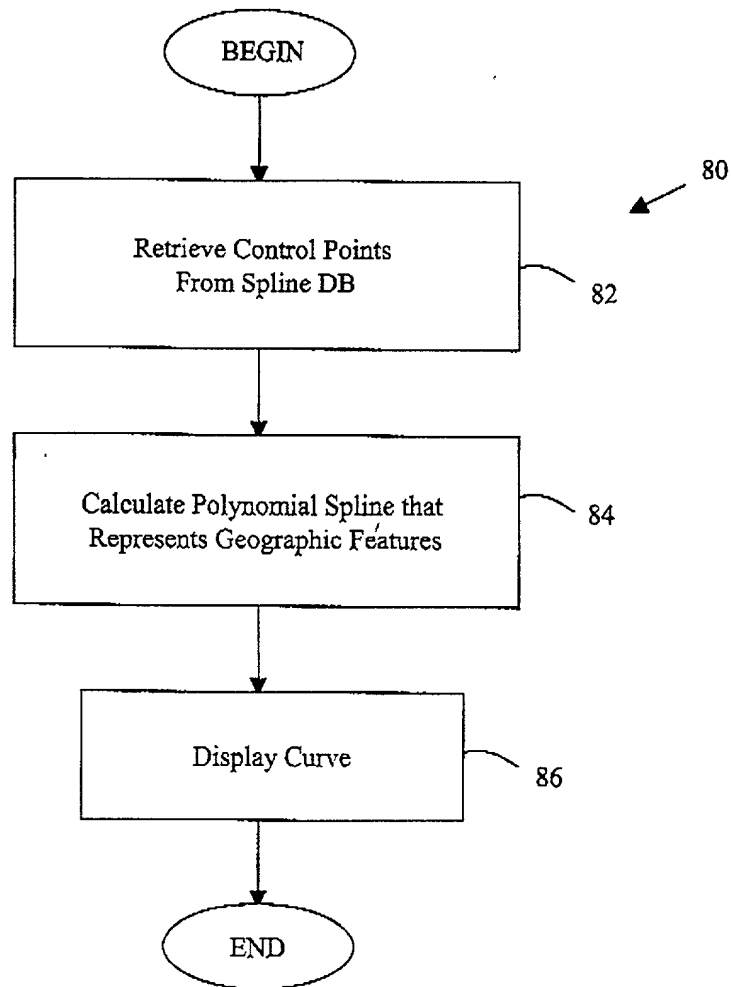 BEGIN
80
Retrieve Control Points
From Spline DB
82
Calculate Polynomial Spline that
Represents Geographic Features
84
Display Curve
86
END